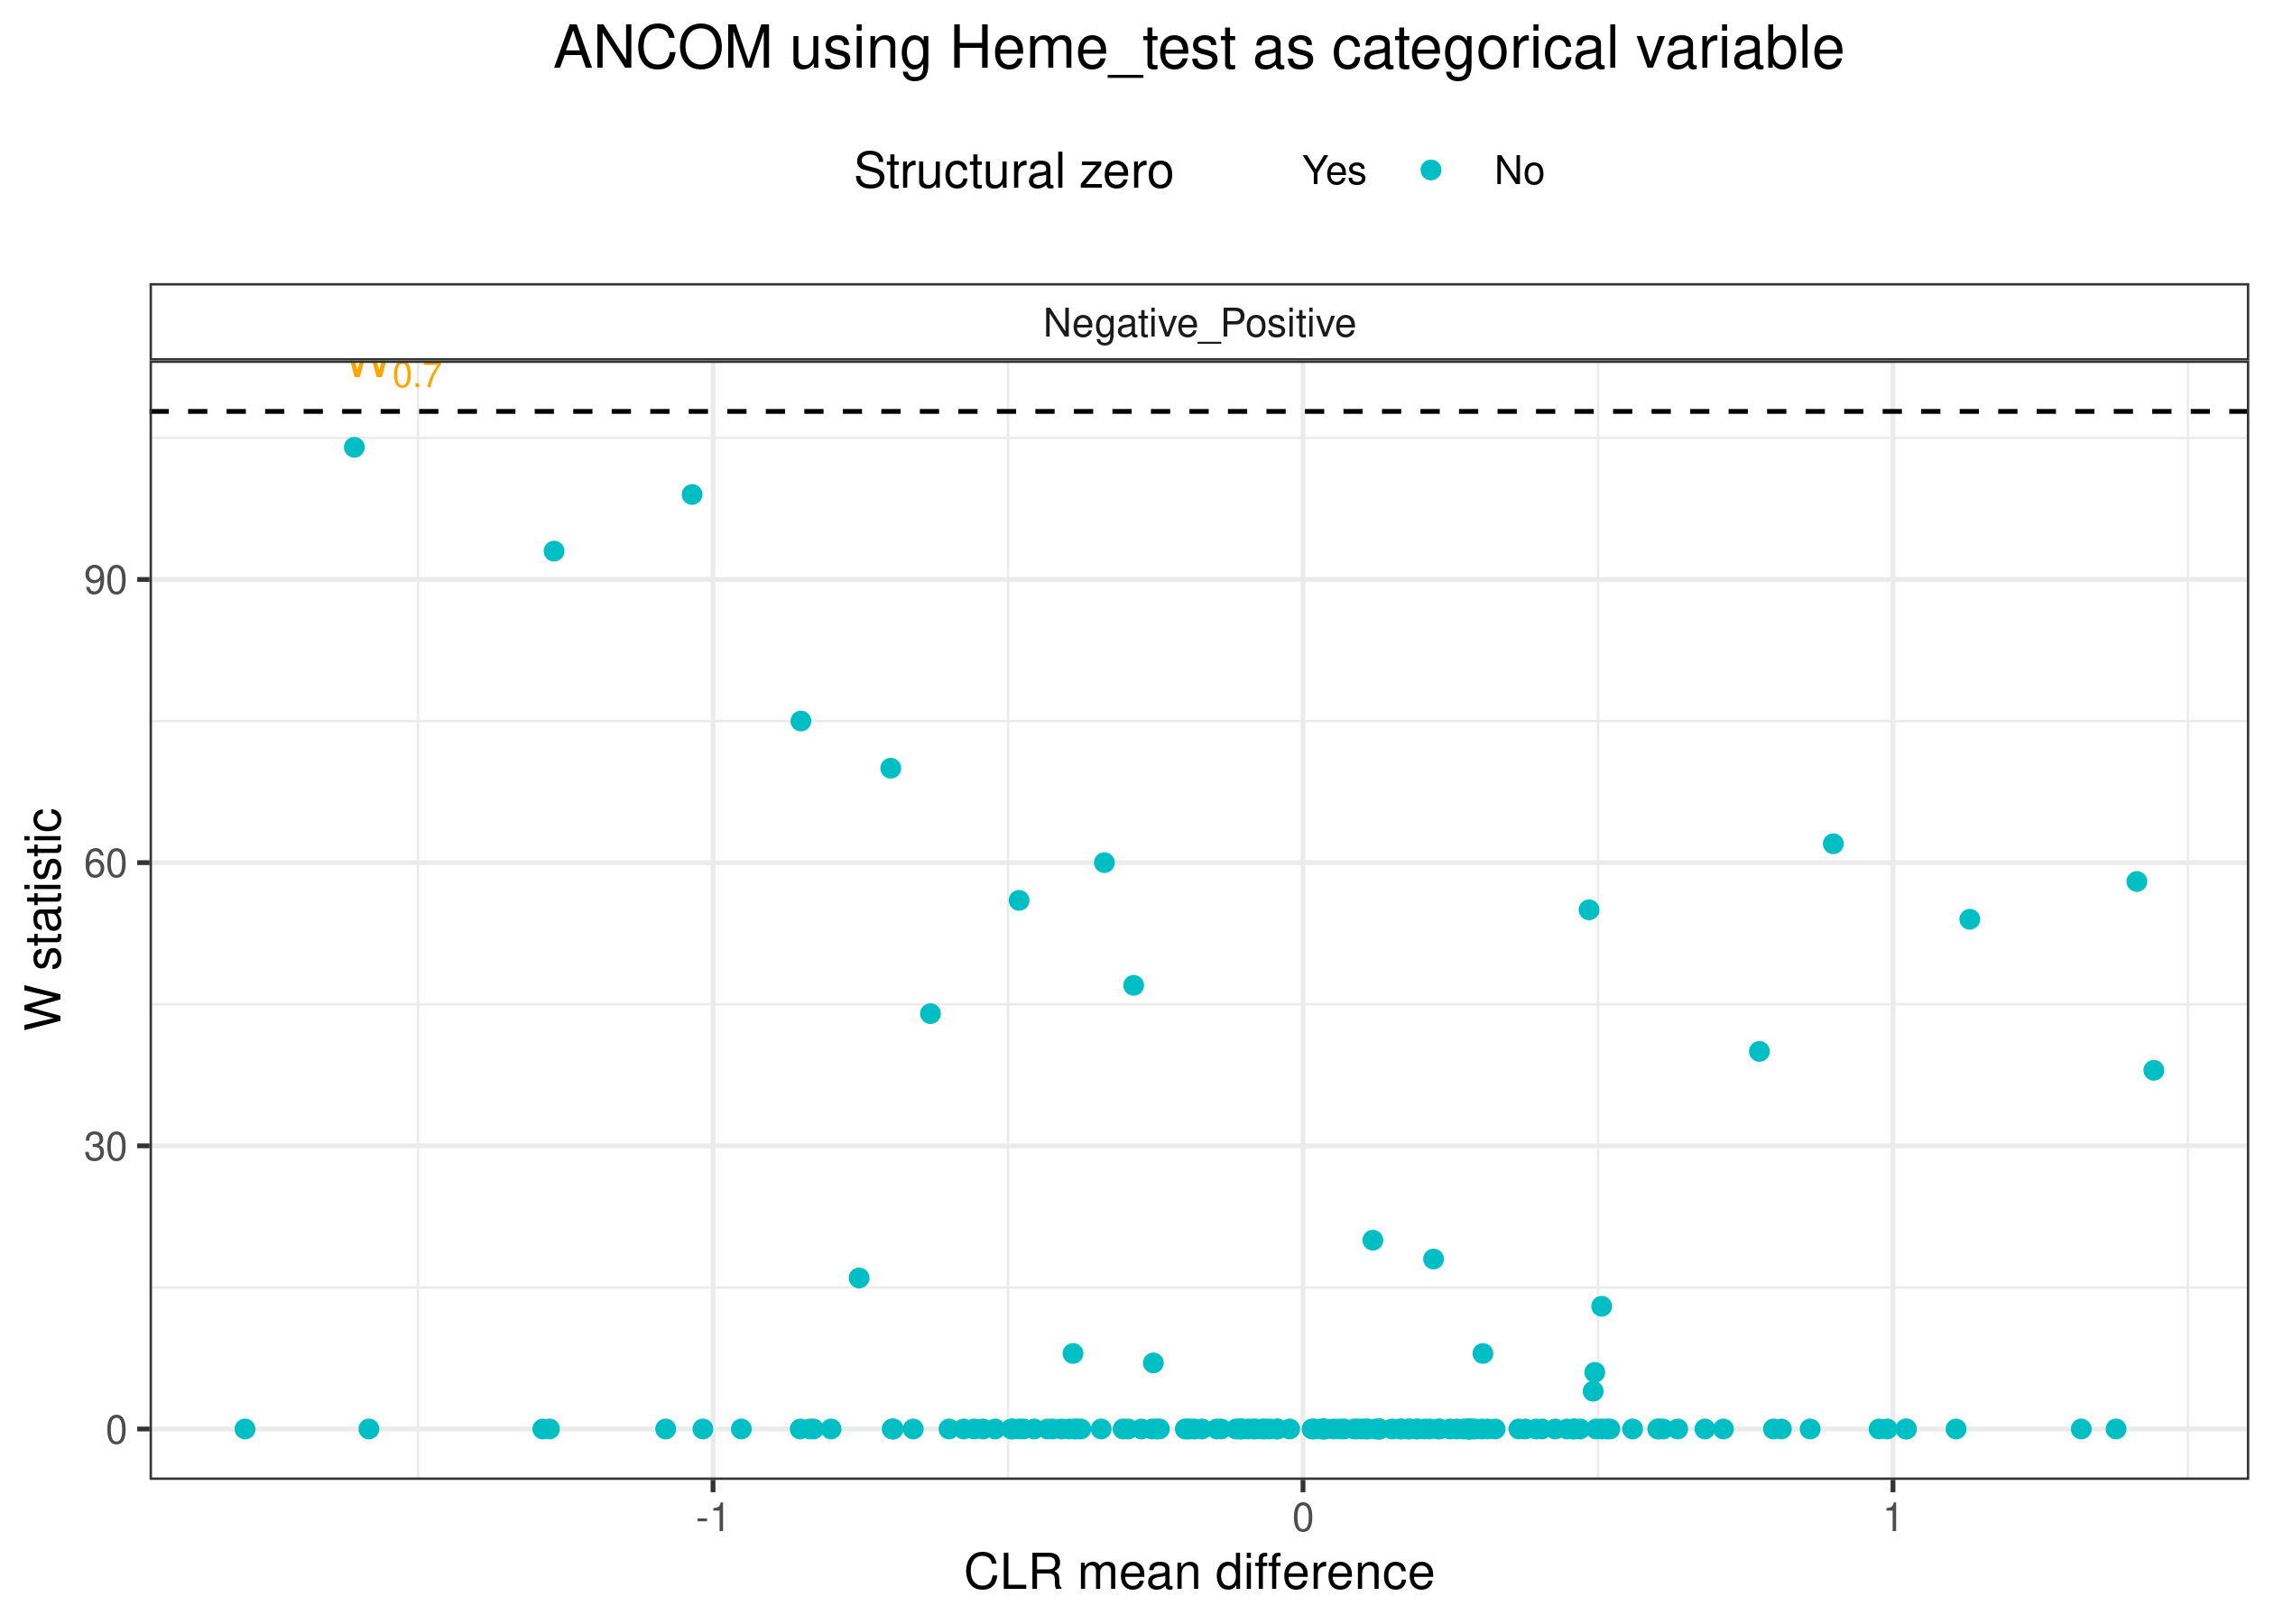 ANCOM using Heme_test as categorical variable
Structural zero Yes No
Negative_Positive
W0.7
90
60
30
0
W statistic
-1 0 1
CLR mean difference